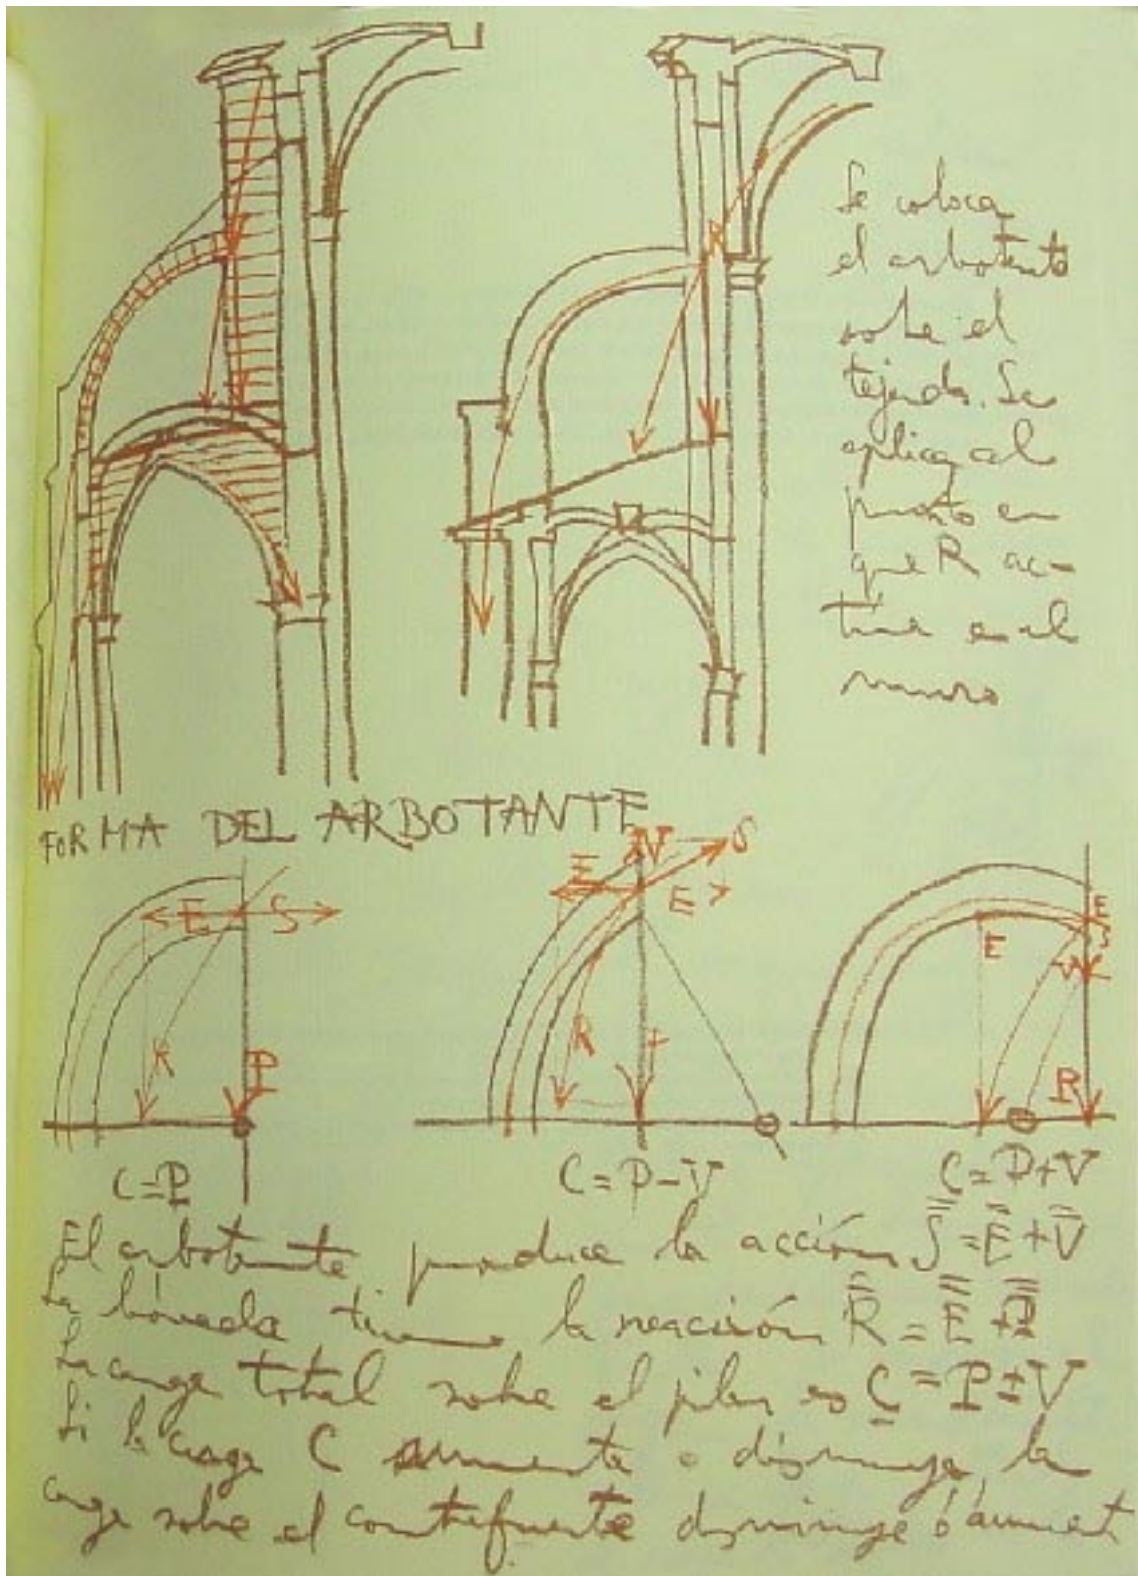 Se coloca
el arbotante
sobre el
tejado. Se
aplica al
punto en
que R ac-
túa en el
muro
R
FORMA DEL ARBOTANTE
E S R P
V S E E R
E E S V P
C=P
C=P-V
C=P+V
El arbotante produce la acción S=E+V
La bóveda tiene la reacción R=E+P
La carga total sobre el pilar es C=P±V
Si la carga C aumenta o disminuye, la
carga sobre el contrafuerte disminuye ó aument